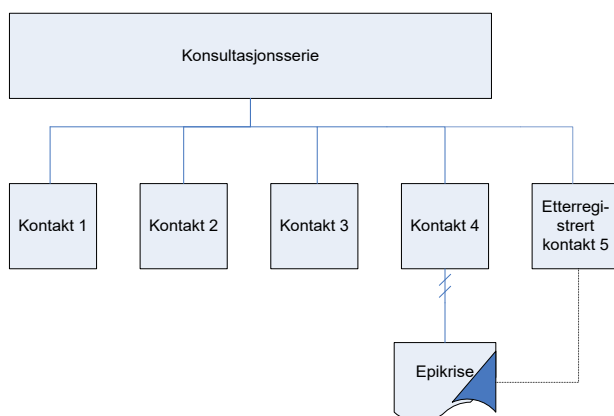 Konsultasjonsserie
Kontakt 1
Kontakt 2
Kontakt 3
Kontakt 4
Etterregi-
strert
kontakt 5
Epikrise